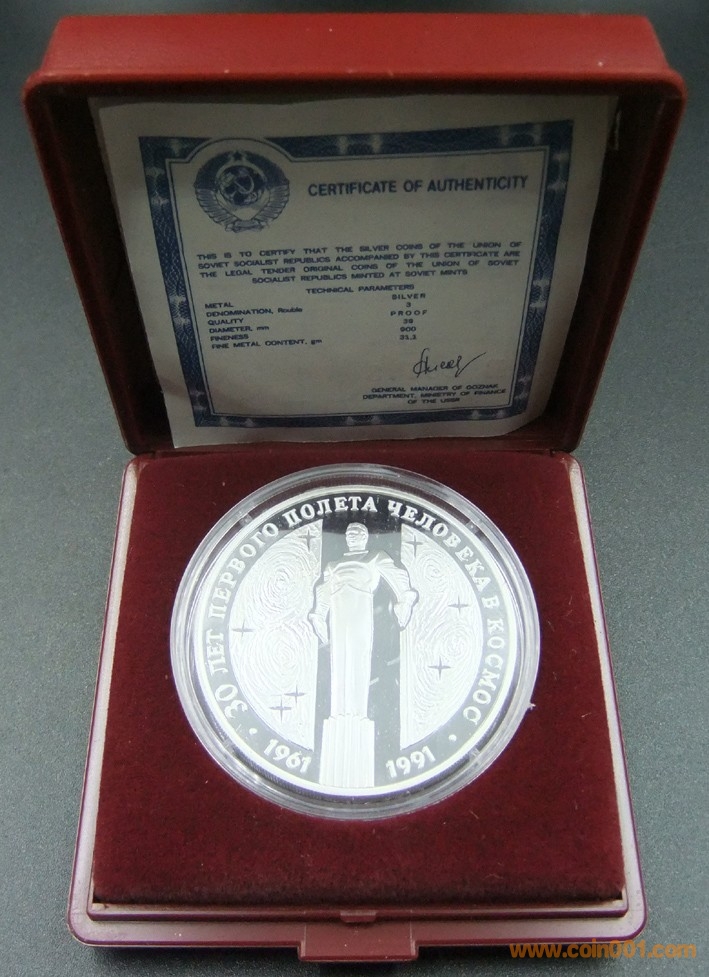 CERTIFICATE OF AUTHENTICITY
THIS IS TO CERTIFY THAT THE SILVER COINS OF THE UNION OF
SOVIET SOCIALIST REPUBLICS ACCOMPANIED BY THIS CERTIFICATE ARE
THE LEGAL TENDER ORIGINAL COINS OF THE UNION OF SOVIET
SOCIALIST REPUBLICS MINTED AT SOVIET MINTS
TECHNICAL PARAMETERS
METAL SILVER
DENOMINATION, Rouble 3
QUALITY PROOF
DIAMETER, mm 39
FINENESS 900
FINE METAL CONTENT, gm 31.1
GENERAL MANAGER OF GOZNAK
DEPARTMENT, MINISTRY OF FINANCE
OF THE USSR
30 ЛЕТ ПЕРВОГО ПОЛЕТА ЧЕЛОВЕКА В КОСМОС
· 1961 1991 ·
www.coin001.com